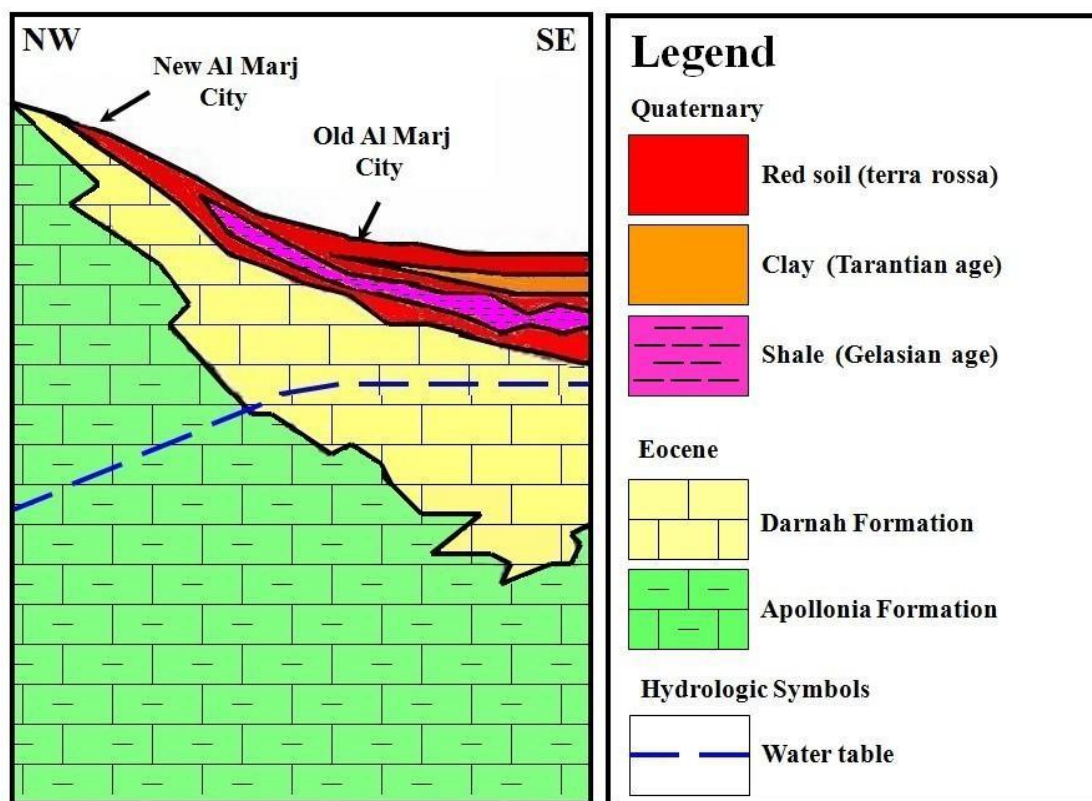 NW
SE
New Al Marj
City
Old Al Marj
City
Legend
Quaternary
Red soil (terra rossa)
Clay (Tarantian age)
Shale (Gelasian age)
Eocene
Darnah Formation
Apollonia Formation
Hydrologic Symbols
Water table